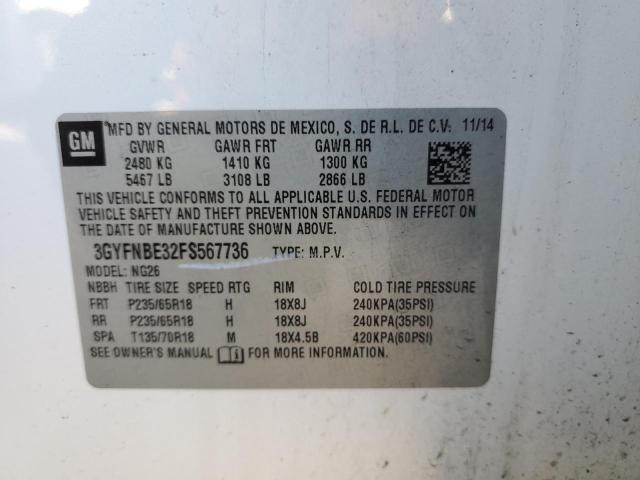 GM
MFD BY GENERAL MOTORS DE MEXICO, S. DE R.L. DE C.V. 11/14
GVWR GAWR FRT GAWR RR
2480 KG 1410 KG 1300 KG
5467 LB 3108 LB 2866 LB
THIS VEHICLE CONFORMS TO ALL APPLICABLE U.S. FEDERAL MOTOR
VEHICLE SAFETY AND THEFT PREVENTION STANDARDS IN EFFECT ON
THE DATE OF MANUFACTURE SHOWN ABOVE.
3GYFNBE32FS567736 TYPE: M.P.V.
MODEL: NG26
NBBH TIRE SIZE SPEED RTG RIM COLD TIRE PRESSURE
FRT P235/65R18 H 18X8J 240KPA(35PSI)
RR P235/65R18 H 18X8J 240KPA(35PSI)
SPA T135/70R18 M 18X4.5B 420KPA(60PSI)
SEE OWNER'S MANUAL FOR MORE INFORMATION.